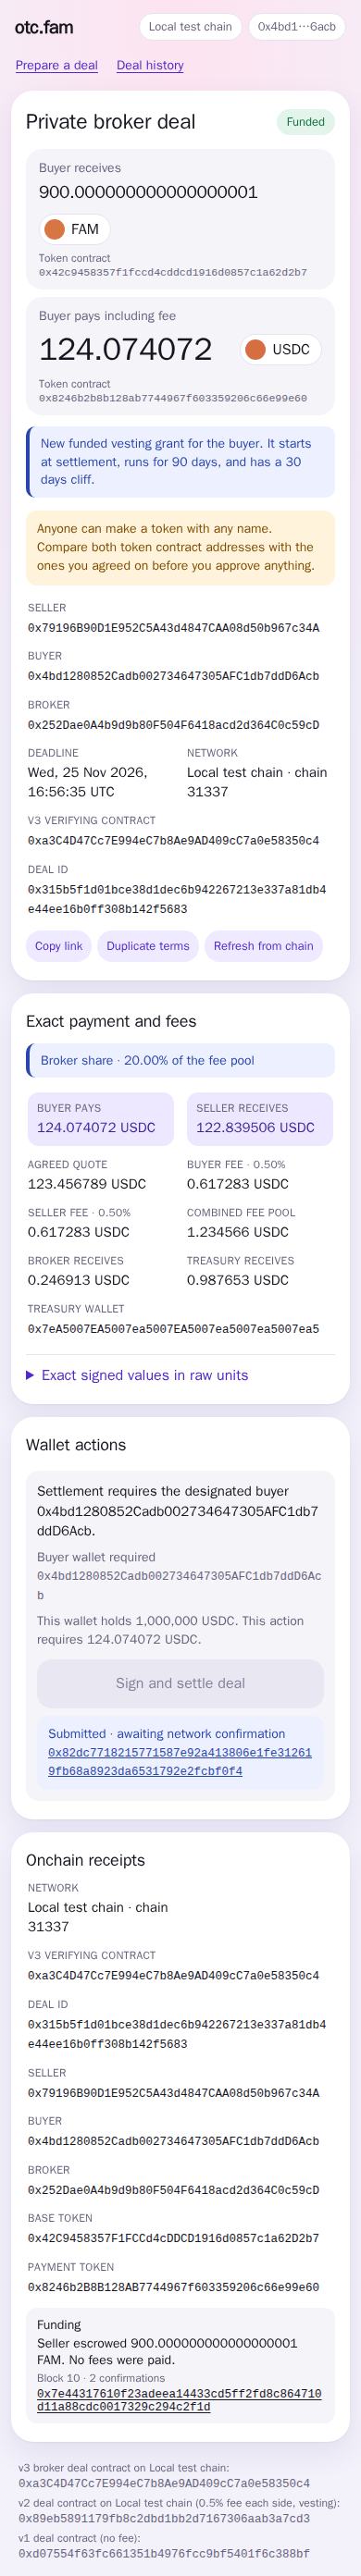 otc.fam
Local test chain
0x4bd1···6acb
Prepare a deal
Deal history
Private broker deal
Funded
Buyer receives
900.000000000000000001
FAM
Token contract
0x42c9458357f1fccd4cddcd1916d0857c1a62d2b7
Buyer pays including fee
124.074072
USDC
Token contract
0x8246b2b8b128ab7744967f603359206c66e99e60
New funded vesting grant for the buyer. It starts
at settlement, runs for 90 days, and has a 30
days cliff.
Anyone can make a token with any name.
Compare both token contract addresses with the
ones you agreed on before you approve anything.
SELLER
0x79196B90D1E952C5A43d4847CAA08d50b967c34A
BUYER
0x4bd1280852Cadb002734647305AFC1db7ddD6Acb
BROKER
0x252Dae0A4b9d9b80F504F6418acd2d364C0c59cD
DEADLINE
Wed, 25 Nov 2026,
16:56:35 UTC
NETWORK
Local test chain · chain
31337
V3 VERIFYING CONTRACT
0xa3C4D47Cc7E994eC7b8Ae9AD409cC7a0e58350c4
DEAL ID
0x315b5f1d01bce38d1dec6b942267213e337a81db4
e44ee16b0ff308b142f5683
Copy link
Duplicate terms
Refresh from chain
Exact payment and fees
Broker share · 20.00% of the fee pool
BUYER PAYS
124.074072 USDC
SELLER RECEIVES
122.839506 USDC
AGREED QUOTE
123.456789 USDC
BUYER FEE · 0.50%
0.617283 USDC
SELLER FEE · 0.50%
0.617283 USDC
COMBINED FEE POOL
1.234566 USDC
BROKER RECEIVES
0.246913 USDC
TREASURY RECEIVES
0.987653 USDC
TREASURY WALLET
0x7eA5007EA5007ea5007EA5007ea5007ea5007ea5
▶ Exact signed values in raw units
Wallet actions
Settlement requires the designated buyer
0x4bd1280852Cadb002734647305AFC1db7
ddD6Acb.
Buyer wallet required
0x4bd1280852Cadb002734647305AFC1db7ddD6Ac
b
This wallet holds 1,000,000 USDC. This action
requires 124.074072 USDC.
Sign and settle deal
Submitted · awaiting network confirmation
0x82dc7718215771587e92a413806e1fe31261
9fb68a8923da6531792e2fcbf0f4
Onchain receipts
NETWORK
Local test chain · chain
31337
V3 VERIFYING CONTRACT
0xa3C4D47Cc7E994eC7b8Ae9AD409cC7a0e58350c4
DEAL ID
0x315b5f1d01bce38d1dec6b942267213e337a81db4
e44ee16b0ff308b142f5683
SELLER
0x79196B90D1E952C5A43d4847CAA08d50b967c34A
BUYER
0x4bd1280852Cadb002734647305AFC1db7ddD6Acb
BROKER
0x252Dae0A4b9d9b80F504F6418acd2d364C0c59cD
BASE TOKEN
0x42C9458357F1FCCd4cDDCD1916d0857c1a62D2b7
PAYMENT TOKEN
0x8246b2B8B128AB7744967f603359206c66e99e60
Funding
Seller escrowed 900.000000000000000001
FAM. No fees were paid.
Block 10 · 2 confirmations
0x7e44317610f23adeea14433cd5ff2fd8c864710
d11a88cdc0017329c294c2f1d
v3 broker deal contract on Local test chain:
0xa3C4D47Cc7E994eC7b8Ae9AD409cC7a0e58350c4
v2 deal contract on Local test chain (0.5% fee each side, vesting):
0x89eb5891179fb8c2dbd1bb2d7167306aab3a7cd3
v1 deal contract (no fee):
0xd07554f63fc661351b4976fcc9bf5401f6c388bf